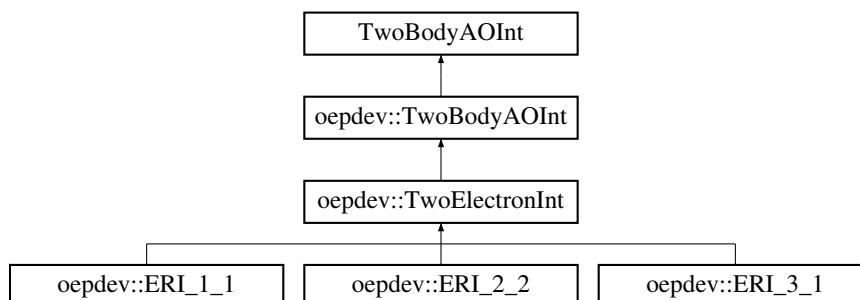 TwoBodyAOInt
oepdev::TwoBodyAOInt
oepdev::TwoElectronInt
oepdev::ERI_1_1 oepdev::ERI_2_2 oepdev::ERI_3_1